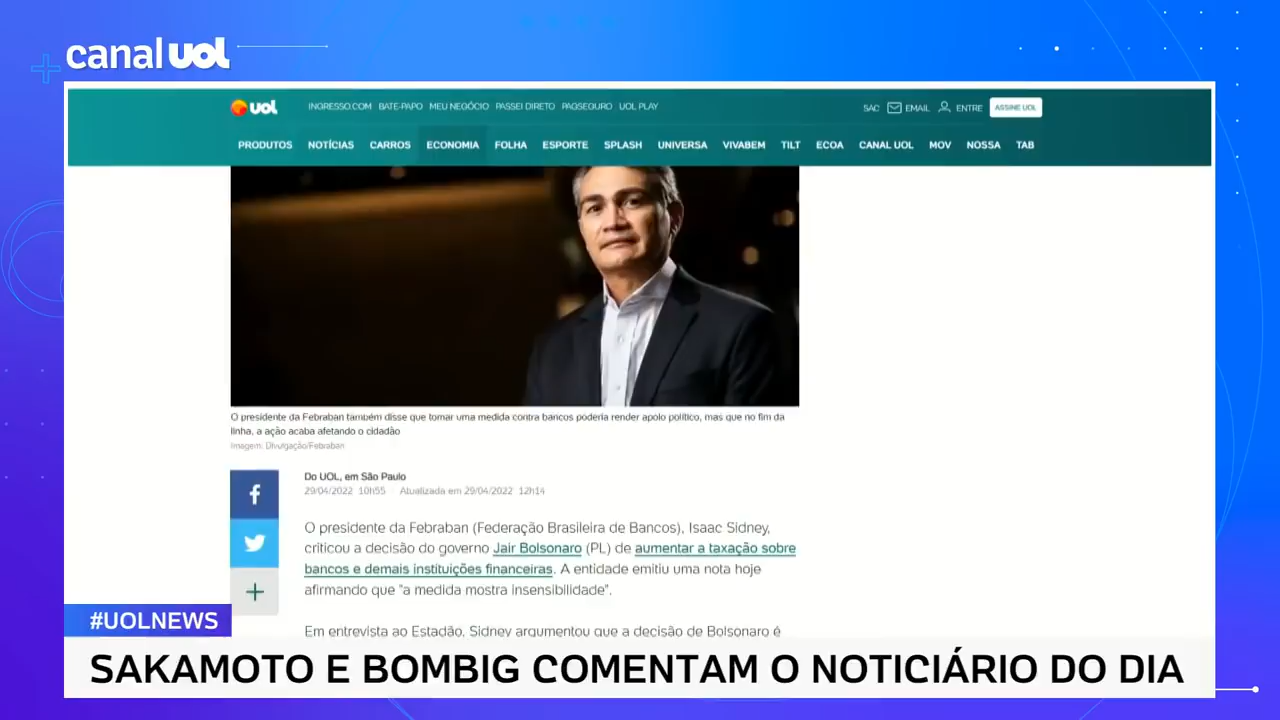 canal UOL
UOL
INGRESSO.COM BATE-PAPO MEU NEGÓCIO PASSEI DIRETO PAGSEGURO UOL PLAY
SAC EMAIL ENTRE ASSINE UOL
PRODUTOS NOTÍCIAS CARROS ECONOMIA FOLHA ESPORTE SPLASH UNIVERSA VIVABEM TILT ECOA CANAL UOL MOV NOSSA TAB
O presidente da Febraban também disse que tomar uma medida contra bancos poderia render apoio político, mas que no fim da
linha, a ação acaba afetando o cidadão
Imagem: Divulgação/Febraban
Do UOL, em São Paulo
29/04/2022 10h55 Atualizada em 29/04/2022 12h14
O presidente da Febraban (Federação Brasileira de Bancos), Isaac Sidney,
criticou a decisão do governo Jair Bolsonaro (PL) de aumentar a taxação sobre
bancos e demais instituições financeiras. A entidade emitiu uma nota hoje
afirmando que "a medida mostra insensibilidade".
Em entrevista ao Estadão, Sidney argumentou que a decisão de Bolsonaro é
#UOLNEWS
SAKAMOTO E BOMBIG COMENTAM O NOTICIÁRIO DO DIA